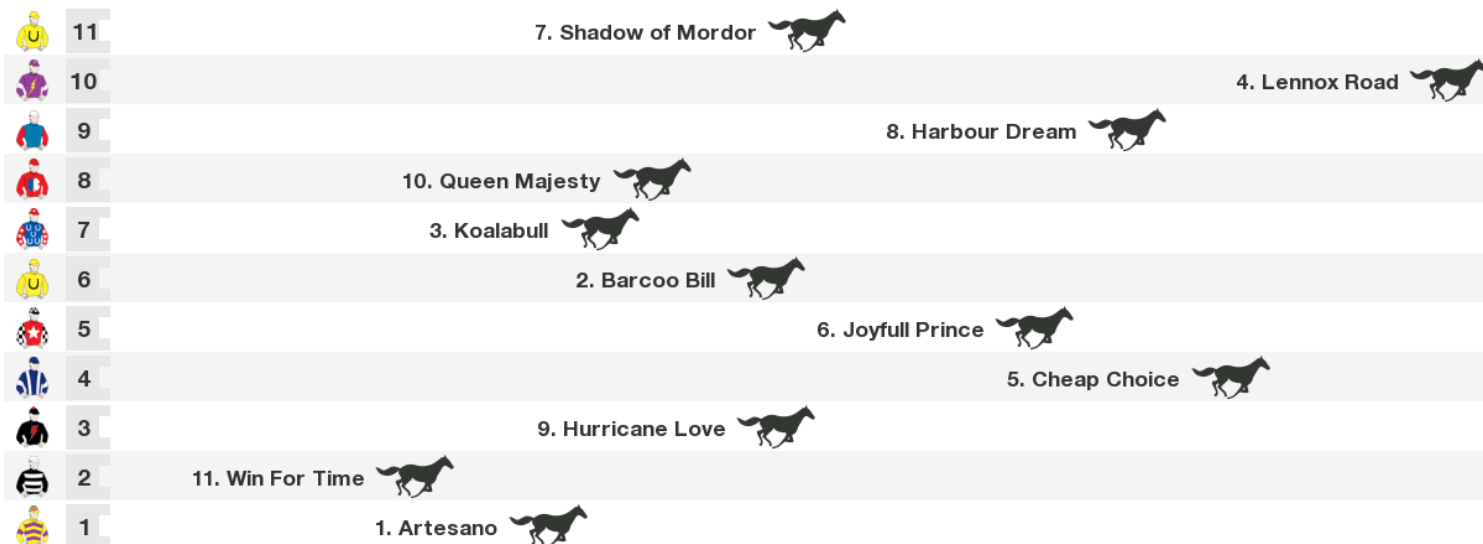 11 7. Shadow of Mordor
10 4. Lennox Road
9 8. Harbour Dream
8 10. Queen Majesty
7 3. Koalabull
6 2. Barcoo Bill
5 6. Joyfull Prince
4 5. Cheap Choice
3 9. Hurricane Love
2 11. Win For Time
1 1. Artesano